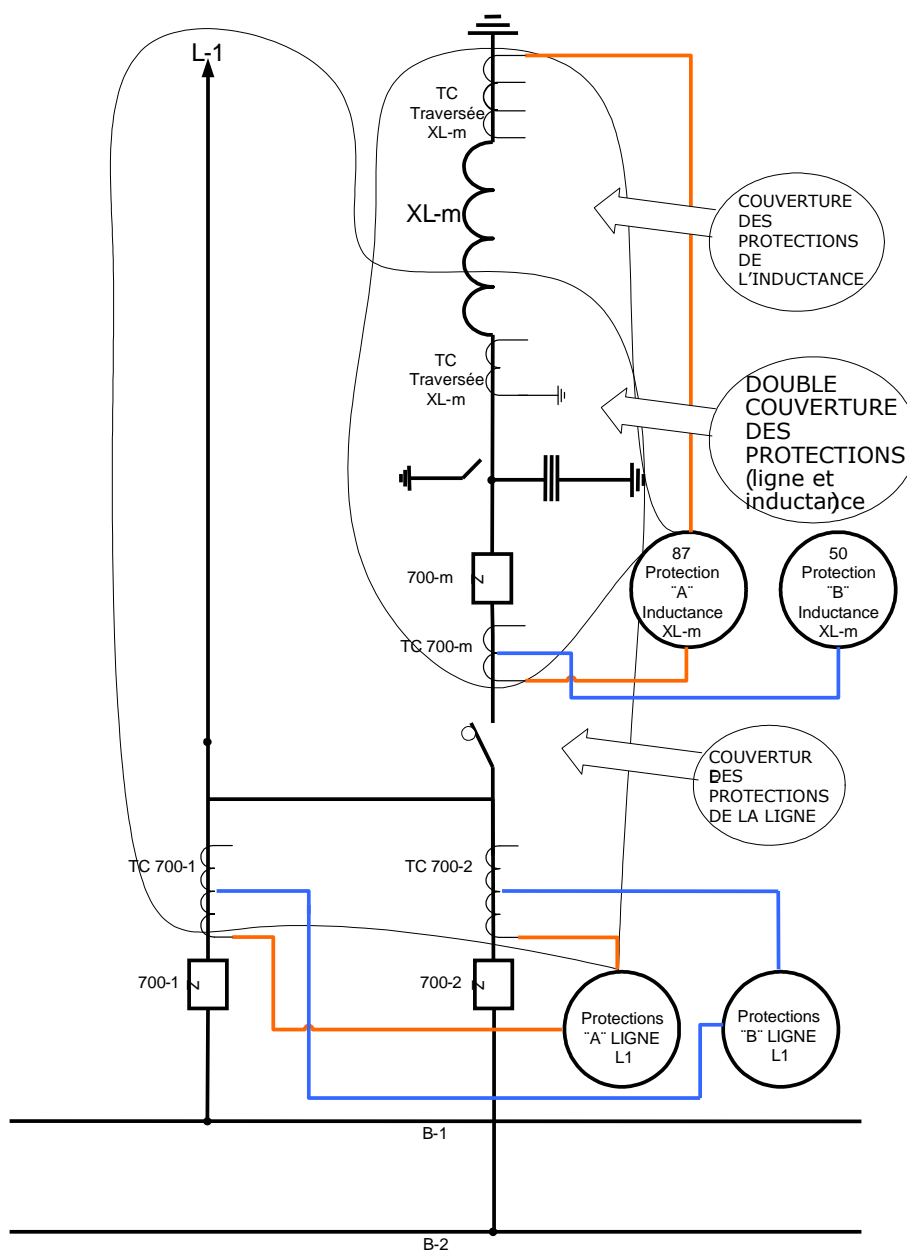 L-1
TC
Traversée
XL-m
XL-m
COUVERTURE
DES
PROTECTIONS
DE
L'INDUCTANCE
TC
Traversée
XL-m
DOUBLE
COUVERTURE
DES
PROTECTIONS
(ligne et
inductance)
700-m
Z
87
Protection
¨A¨
Inductance
XL-m
50
Protection
¨B¨
Inductance
XL-m
TC 700-m
COUVERTUR
E
DES
PROTECTIONS
DE LA LIGNE
TC 700-1
TC 700-2
700-1
Z
700-2
Z
Protections
¨A¨ LIGNE
L1
Protections
¨B¨ LIGNE
L1
B-1
B-2